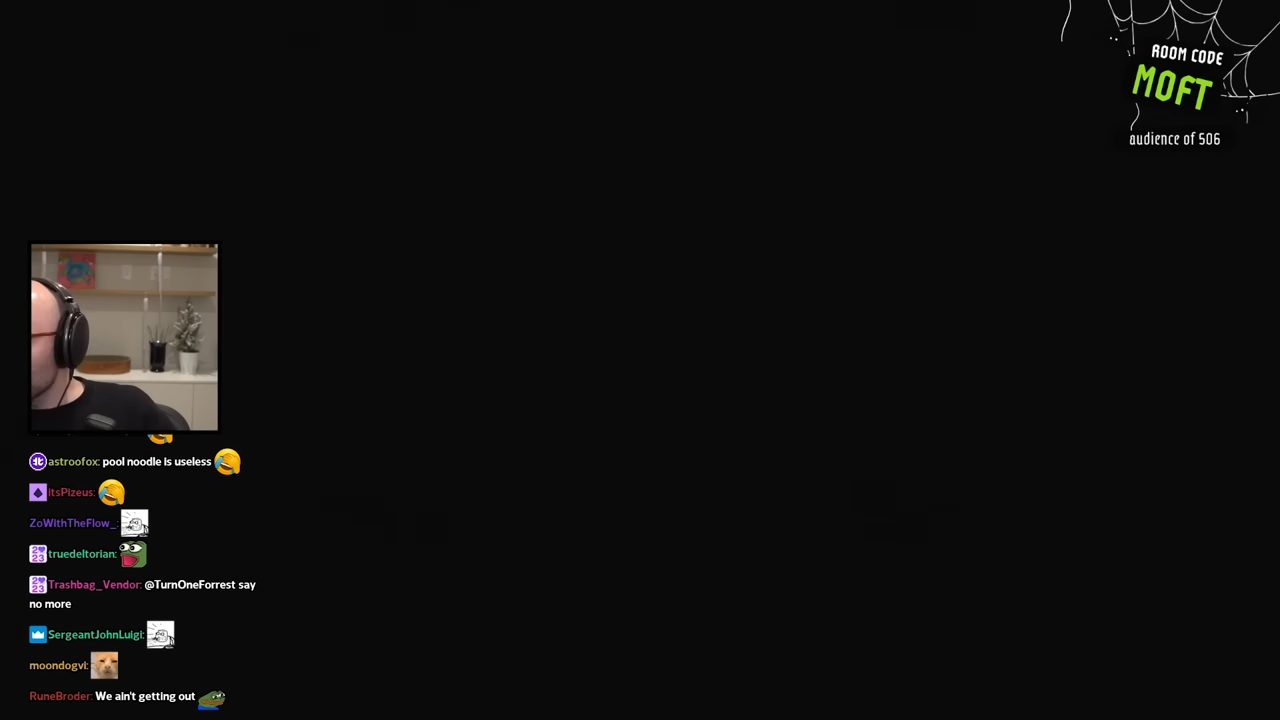 ROOM CODE
MOFT
audience of 506
astroofox: pool noodle is useless
ItsPizeus:
ZoWithTheFlow_:
truedeltorian:
Trashbag_Vendor: @TurnOneForrest say
no more
SergeantJohnLuigi:
moondogvi:
RuneBroder: We ain't getting out